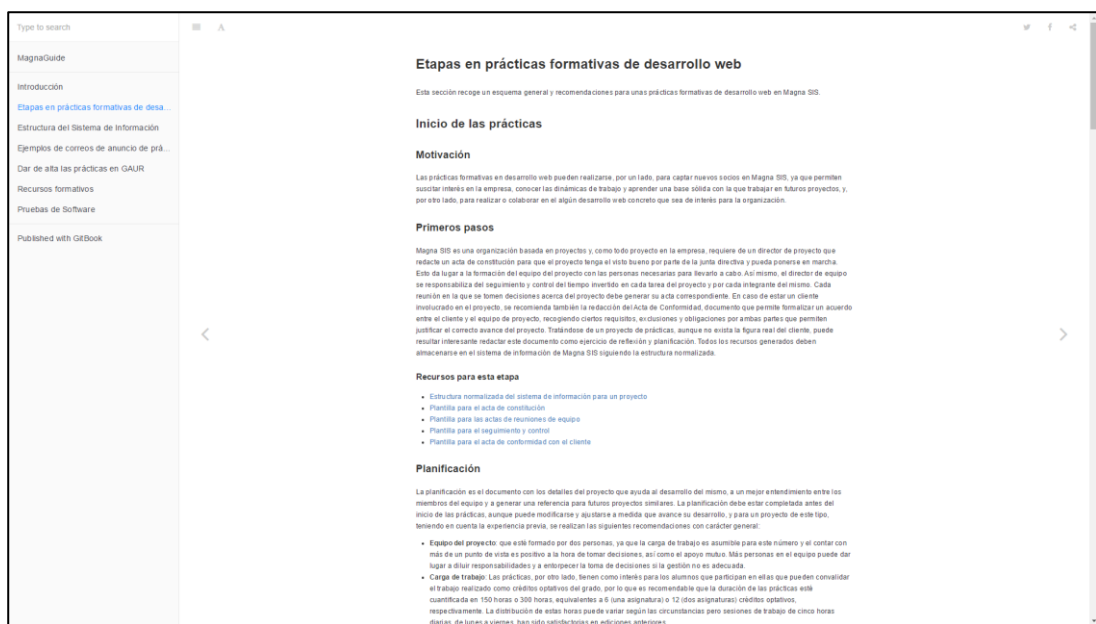 Type to search
A
MagnaGuide
Introducción
Etapas en prácticas formativas de desa...
Estructura del Sistema de Información
Ejemplos de correos de anuncio de prá...
Dar de alta las prácticas en GAUR
Recursos formativos
Pruebas de Software
Published with GitBook
Etapas en prácticas formativas de desarrollo web
Esta sección recoge un esquema general y recomendaciones para unas prácticas formativas de desarrollo web en Magna SIS.
Inicio de las prácticas
Motivación
Las prácticas formativas en desarrollo web pueden realizarse, por un lado, para captar nuevos socios en Magna SIS, ya que permiten
suscitar interés en la empresa, conocer las dinámicas de trabajo y aprender una base sólida con la que trabajar en futuros proyectos, y,
por otro lado, para realizar o colaborar en el algún desarrollo web concreto que sea de interés para la organización.
Primeros pasos
Magna SIS es una organización basada en proyectos y, como todo proyecto en la empresa, requiere de un director de proyecto que
redacte un acta de constitución para que el proyecto tenga el visto bueno por parte de la junta directiva y pueda ponerse en marcha.
Esto da lugar a la formación del equipo del proyecto con las personas necesarias para llevarlo a cabo. Así mismo, el director de equipo
se responsabiliza del seguimiento y control del tiempo invertido en cada tarea del proyecto y por cada integrante del mismo. Cada
reunión en la que se tomen decisiones acerca del proyecto debe generar su acta correspondiente. En caso de estar un cliente
involucrado en el proyecto, se recomienda también la redacción del Acta de Conformidad, documento que permite formalizar un acuerdo
entre el cliente y el equipo de proyecto, recogiendo ciertos requisitos, exclusiones y obligaciones por ambas partes que permiten
justificar el correcto avance del proyecto. Tratándose de un proyecto de prácticas, aunque no exista la figura real del cliente, puede
resultar interesante redactar este documento como ejercicio de reflexión y planificación. Todos los recursos generados deben
almacenarse en el sistema de información de Magna SIS siguiendo la estructura normalizada.
Recursos para esta etapa
Estructura normalizada del sistema de información para un proyecto
Plantilla para el acta de constitución
Plantilla para las actas de reuniones de equipo
Plantilla para el seguimiento y control
Plantilla para el acta de conformidad con el cliente
Planificación
La planificación es el documento con los detalles del proyecto que ayuda al desarrollo del mismo, a un mejor entendimiento entre los
miembros del equipo y a generar una referencia para futuros proyectos similares. La planificación debe estar completada antes del
inicio de las prácticas, aunque puede modificarse y ajustarse a medida que avance su desarrollo, y para un proyecto de este tipo,
teniendo en cuenta la experiencia previa, se realizan las siguientes recomendaciones con carácter general:
Equipo del proyecto: que esté formado por dos personas, ya que la carga de trabajo es asumible para este número y el contar con
más de un punto de vista es positivo a la hora de tomar decisiones, así como el apoyo mutuo. Más personas en el equipo puede dar
lugar a diluir responsabilidades y a entorpecer la toma de decisiones si la gestión no es adecuada.
Carga de trabajo: Las prácticas, por otro lado, tienen como interés para los alumnos que participan en ellas que pueden convalidar
el trabajo realizado como créditos optativos del grado, por lo que es recomendable que la duración de las prácticas esté
cuantificada en 150 horas o 300 horas, equivalentes a 6 (una asignatura) o 12 (dos asignaturas) créditos optativos,
respectivamente. La distribución de estas horas puede variar según las circunstancias pero sesiones de trabajo de cinco horas
diarias, de lunes a viernes, han sido satisfactorias en ediciones anteriores.